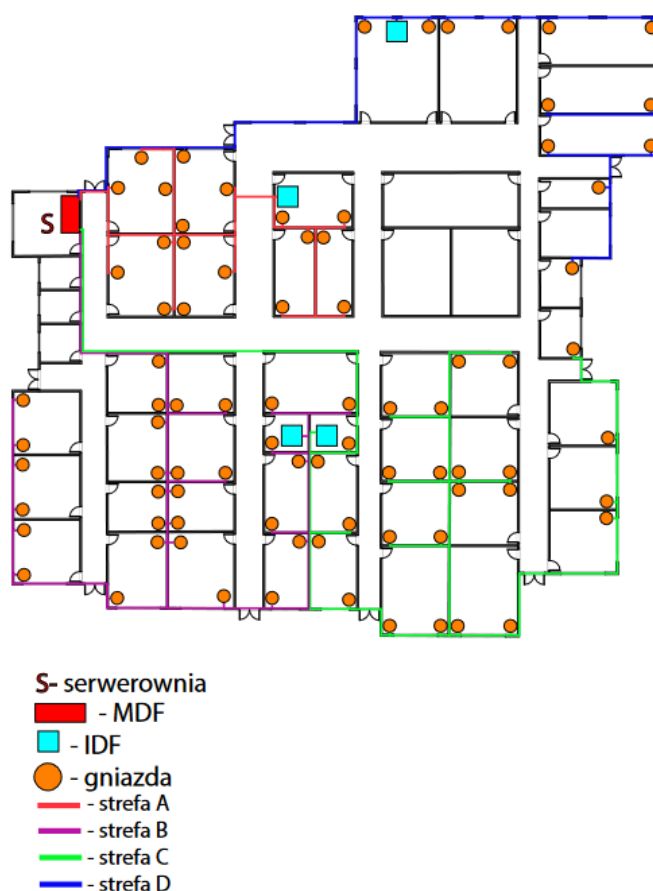 S
S- serwerownia
- MDF
- IDF
- gniazda
- strefa A
- strefa B
- strefa C
- strefa D